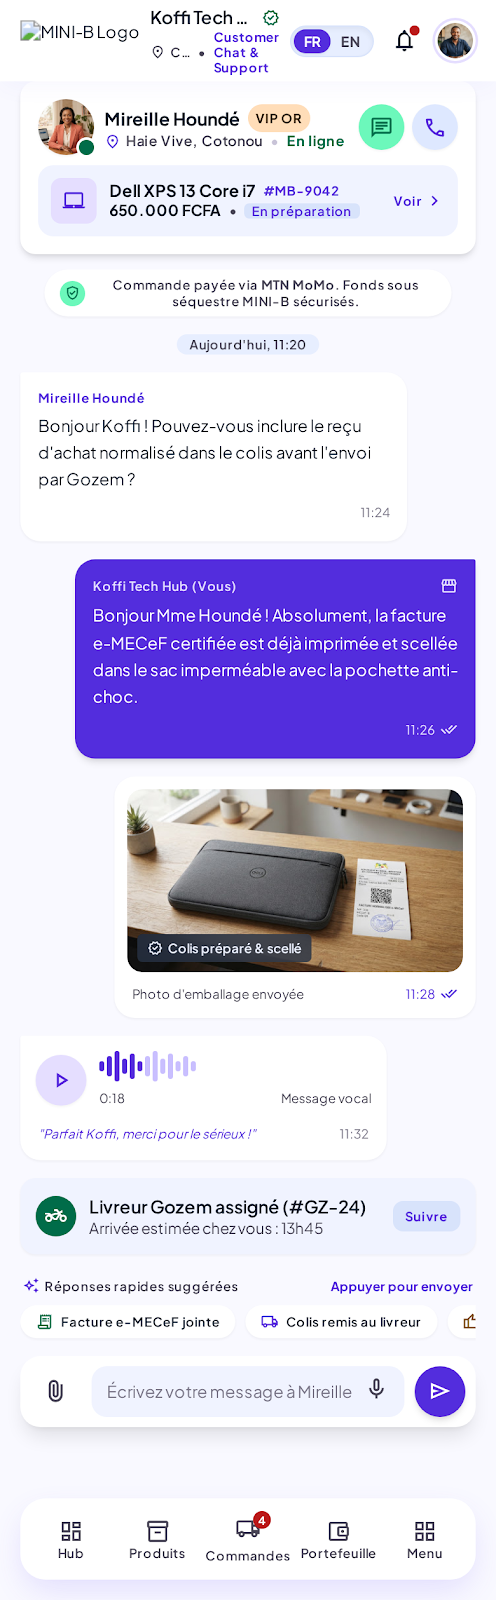 MINI-B Logo
Koffi Tech ...
C... • Customer Chat & Support
FR EN
Mireille Houndé VIP OR
Haie Vive, Cotonou • En ligne
Dell XPS 13 Core i7 #MB-9042
650.000 FCFA • En préparation
Voir
Commande payée via MTN MoMo. Fonds sous
séquestre MINI-B sécurisés.
Aujourd'hui, 11:20
Mireille Houndé
Bonjour Koffi ! Pouvez-vous inclure le reçu
d'achat normalisé dans le colis avant l'envoi
par Gozem ?
11:24
Koffi Tech Hub (Vous)
Bonjour Mme Houndé ! Absolument, la facture
e-MECeF certifiée est déjà imprimée et scellée
dans le sac imperméable avec la pochette anti-
choc.
11:26
DELL
Colis préparé & scellé
Photo d'emballage envoyée 11:28
0:18 Message vocal
"Parfait Koffi, merci pour le sérieux !" 11:32
Livreur Gozem assigné (#GZ-24)
Arrivée estimée chez vous : 13h45
Suivre
Réponses rapides suggérées Appuyer pour envoyer
Facture e-MECeF jointe Colis remis au livreur
Écrivez votre message à Mireille
4
Hub Produits Commandes Portefeuille Menu